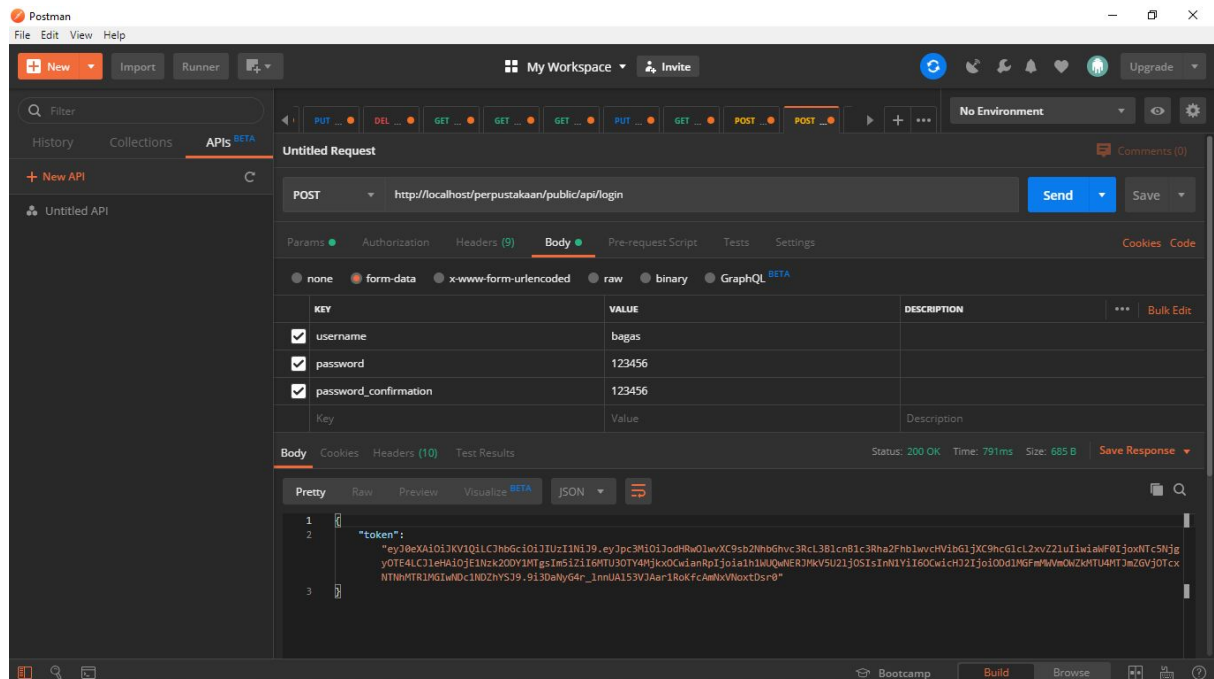 Postman
File Edit View Help
New Import Runner My Workspace Invite Upgrade
Filter
History Collections APIs BETA
+ New API
Untitled API
PUT ... DEL ... GET ... GET ... GET ... PUT ... GET ... POST ... POST ... + ••• No Environment
Untitled Request Comments (0)
POST http://localhost/perpustakaan/public/api/login Send Save
Params Authorization Headers (9) Body Pre-request Script Tests Settings Cookies Code
none form-data x-www-form-urlencoded raw binary GraphQL BETA
KEY VALUE DESCRIPTION ••• Bulk Edit
username bagas
password 123456
password_confirmation 123456
Key Value Description
Body Cookies Headers (10) Test Results Status: 200 OK Time: 791ms Size: 685 B Save Response
Pretty Raw Preview Visualize BETA JSON
1 {
2 "token":
3 }
Bootcamp Build Browse